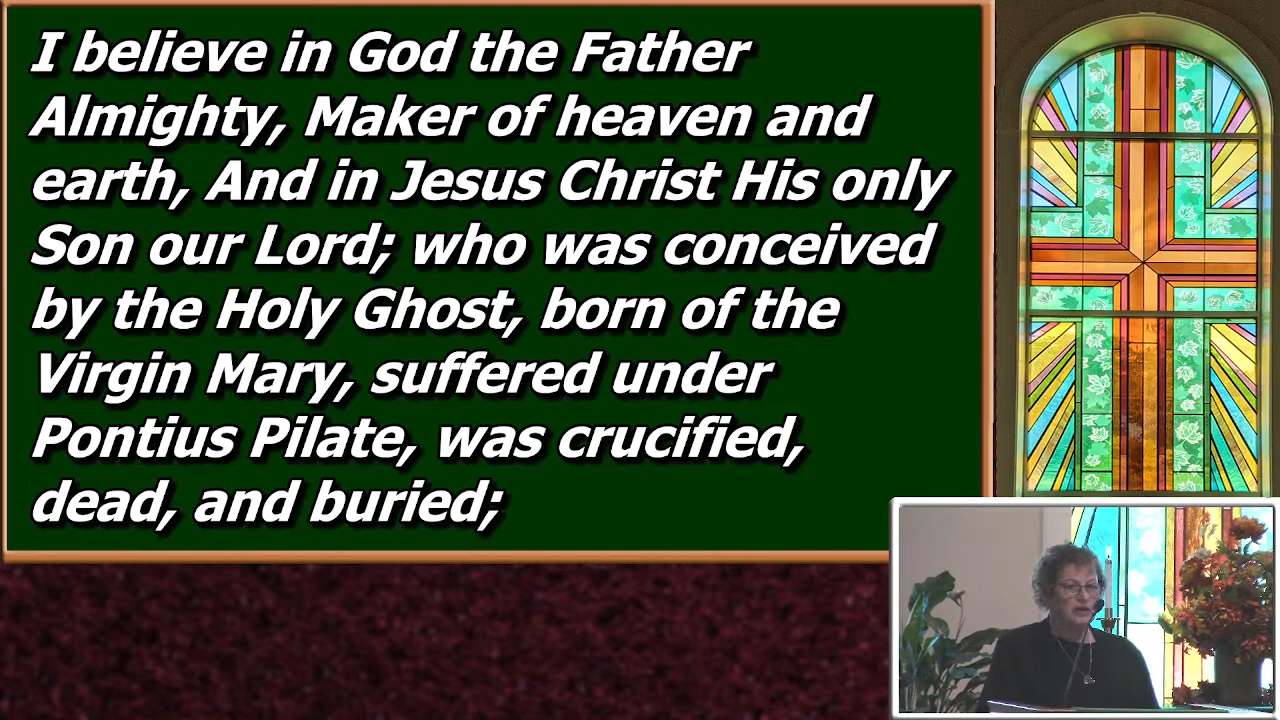 I believe in God the Father
Almighty, Maker of heaven and
earth, And in Jesus Christ His only
Son our Lord; who was conceived
by the Holy Ghost, born of the
Virgin Mary, suffered under
Pontius Pilate, was crucified,
dead, and buried;